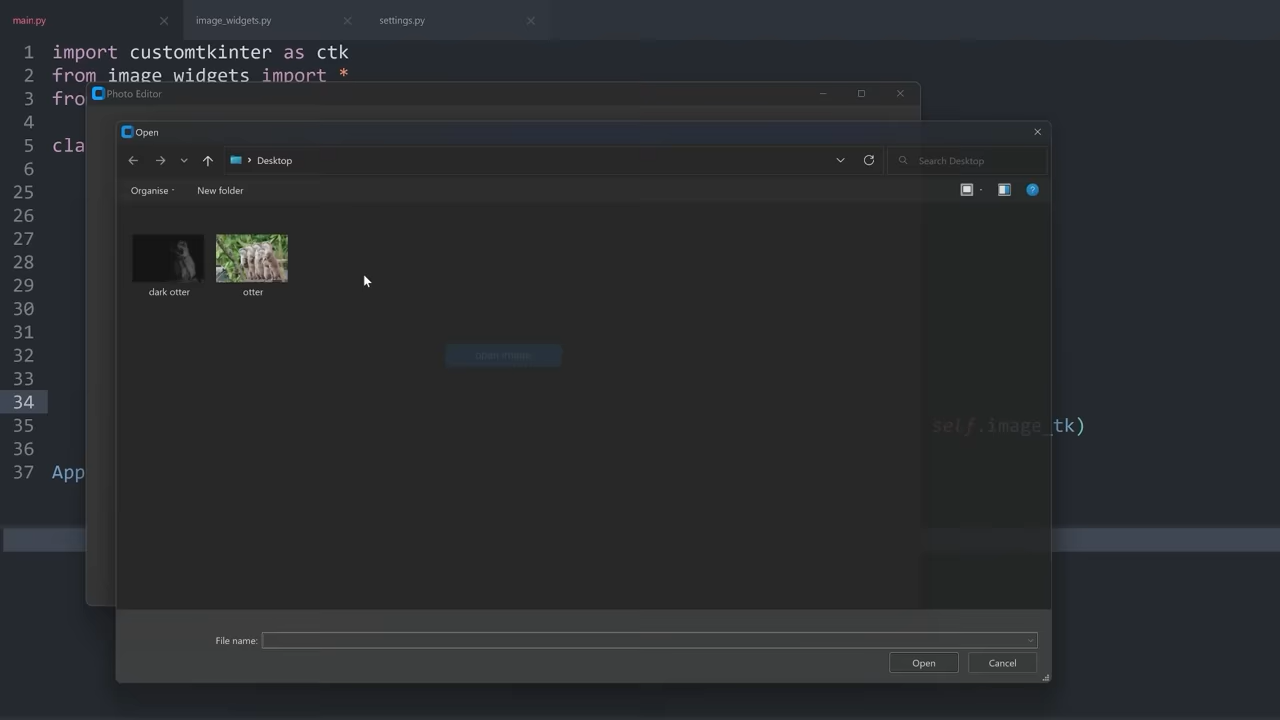 main.py
image_widgets.py
settings.py
1 import customtkinter as ctk
2 from image_widgets import *
3 fro
Photo Editor
4
Open
5 cla
Desktop
Search Desktop
6
Organise
New folder
25
26
27
28
dark otter
otter
29
30
31
32
open image
33
34
35 self.image_tk)
36
37 App
File name:
Open
Cancel